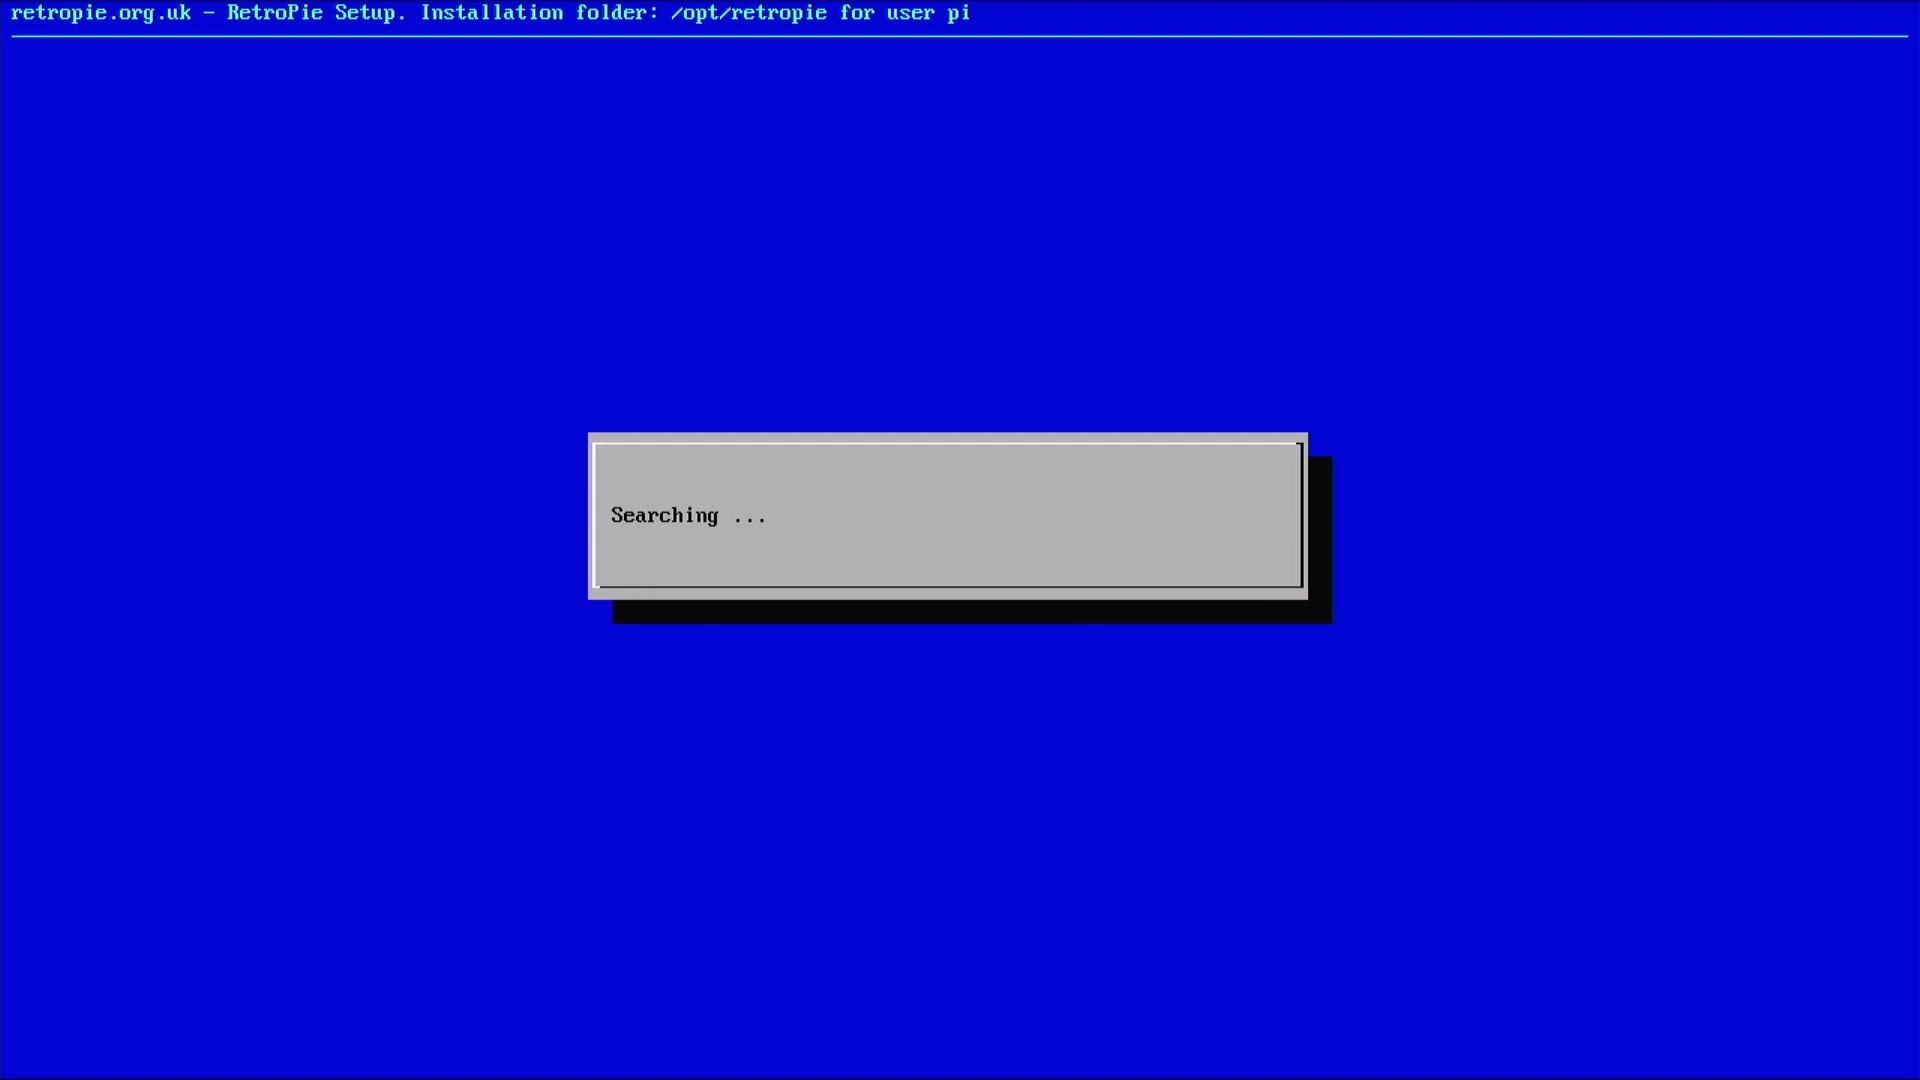 retropie.org.uk - RetroPie Setup. Installation folder: /opt/retropie for user pi
Searching ...